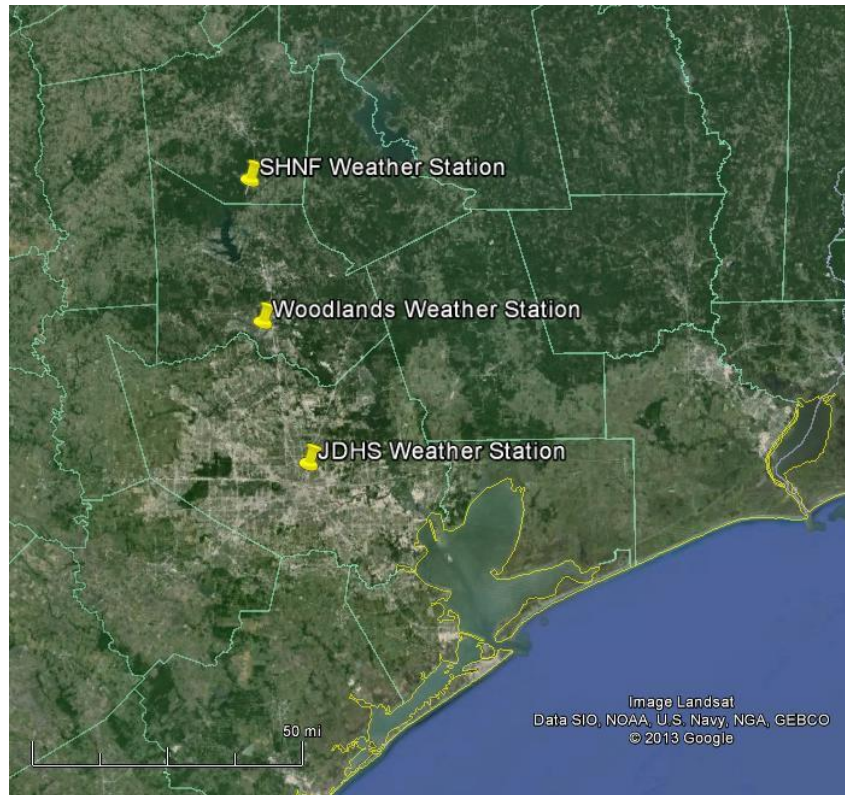 SHNF Weather Station
Woodlands Weather Station
JDHS Weather Station
50 mi
Image Landsat
Data SIO, NOAA, U.S. Navy, NGA, GEBCO
© 2013 Google